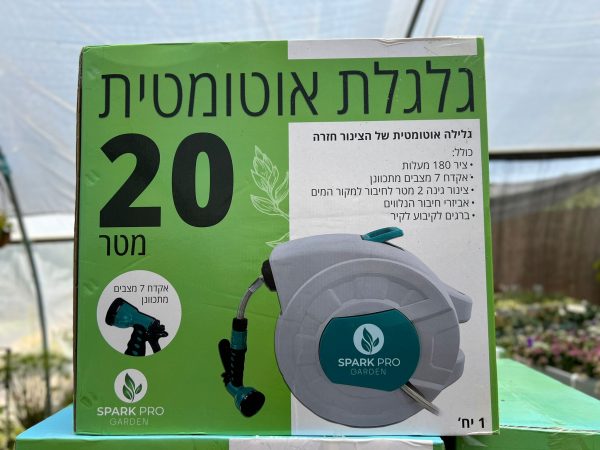 גלגלת אוטומטית
20
מטר
גלילה אוטומטית של הצינור חזרה
כולל:
• ציר 180 מעלות
• אקדח 7 מצבים מתכוונן
• צינור גינה 2 מטר לחיבור למקור המים
• אביזרי חיבור הנלווים
• ברגים לקיבוע לקיר
אקדח 7 מצבים
מתכוונן
SPARK PRO
GARDEN
SPARK PRO
GARDEN
1 יח'